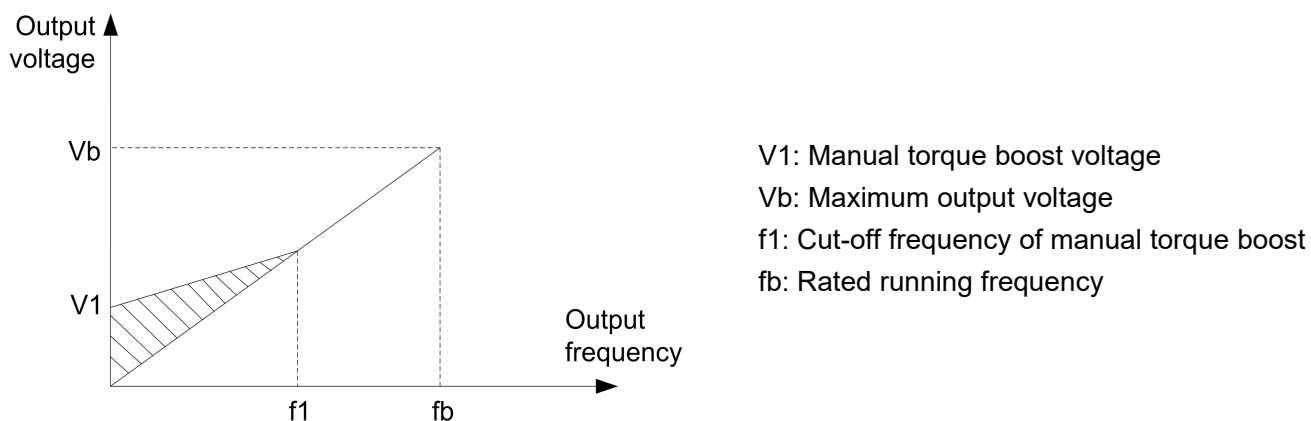 Output
voltage
Vb
V1
Output
frequency
f1
fb
V1: Manual torque boost voltage
Vb: Maximum output voltage
f1: Cut-off frequency of manual torque boost
fb: Rated running frequency